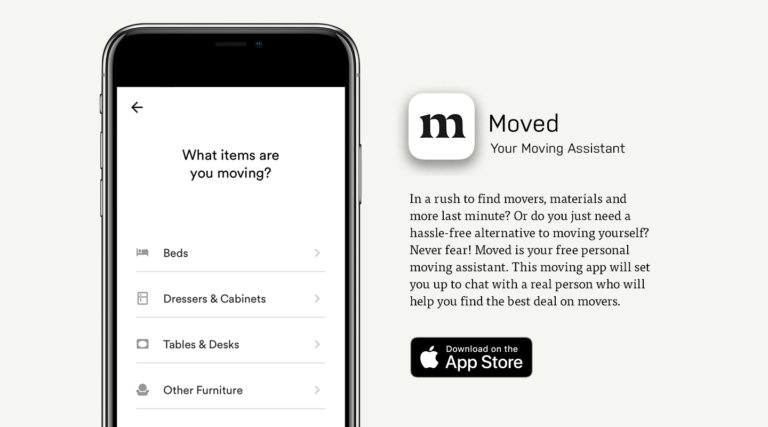 What items are
you moving?
Beds
Dressers & Cabinets
Tables & Desks
Other Furniture
m
Moved
Your Moving Assistant
In a rush to find movers, materials and
more last minute? Or do you just need a
hassle-free alternative to moving yourself?
Never fear! Moved is your free personal
moving assistant. This moving app will set
you up to chat with a real person who will
help you find the best deal on movers.
Download on the
App Store